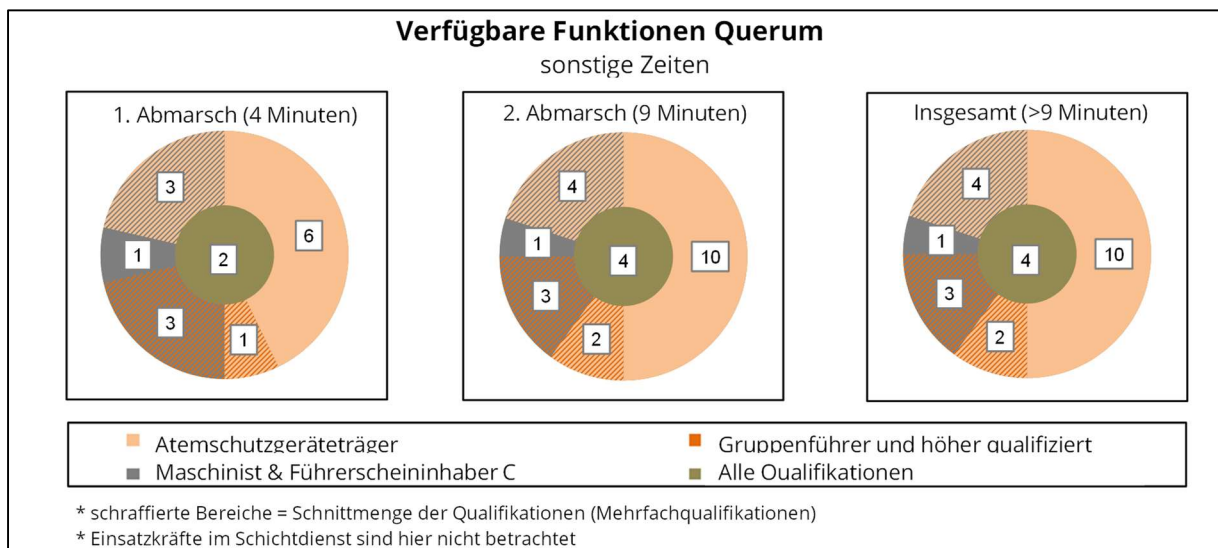 Verfügbare Funktionen Querum
sonstige Zeiten
1. Abmarsch (4 Minuten)
3
6
1
2
3
1
2. Abmarsch (9 Minuten)
4
1
4
10
3
2
Insgesamt (>9 Minuten)
4
1
4
10
3
2
Atemschutzgeräteträger
Gruppenführer und höher qualifiziert
Maschinist & Führerscheininhaber C
Alle Qualifikationen
* schraffierte Bereiche = Schnittmenge der Qualifikationen (Mehrfachqualifikationen)
* Einsatzkräfte im Schichtdienst sind hier nicht betrachtet